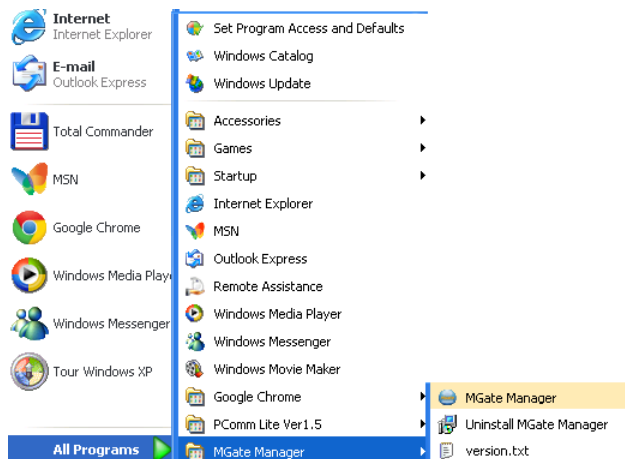 Internet
Internet Explorer
E-mail
Outlook Express
Total Commander
MSN
Google Chrome
Windows Media Play
Windows Messenger
Tour Windows XP
All Programs
Set Program Access and Defaults
Windows Catalog
Windows Update
Accessories
Games
Startup
Internet Explorer
MSN
Outlook Express
Remote Assistance
Windows Media Player
Windows Messenger
Windows Movie Maker
Google Chrome
PComm Lite Ver1.5
MGate Manager
MGate Manager
Uninstall MGate Manager
version.txt